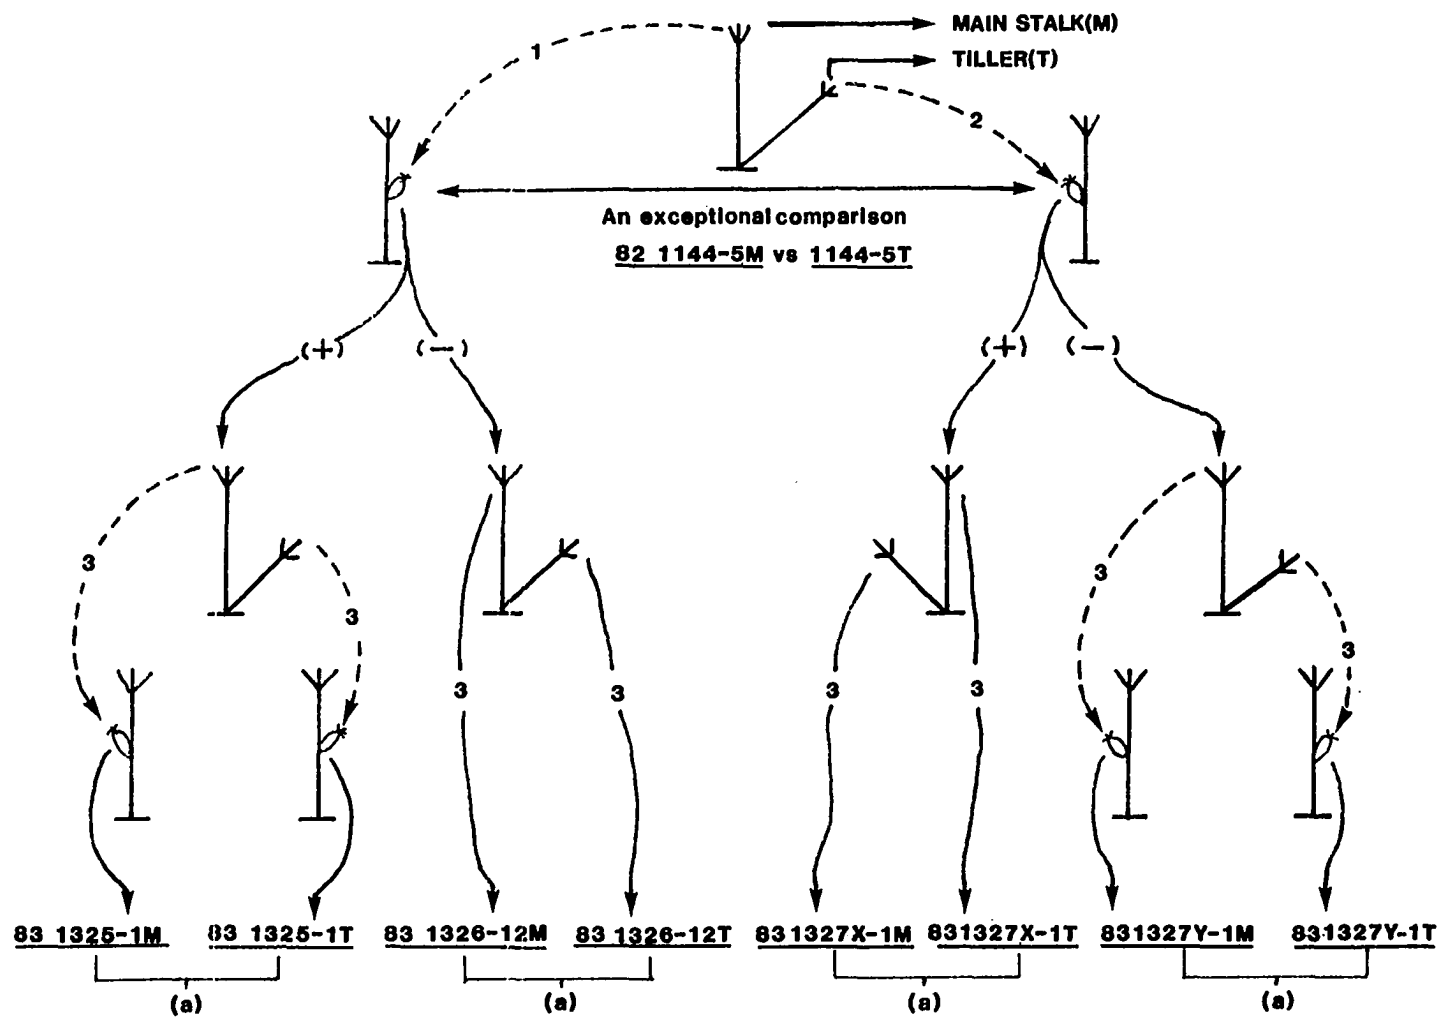 MAIN STALK(M)
1
TILLER(T)
2
An exceptional comparison
82 1144-5M vs 1144-5T
(+) (—) (+) (—)
3 3 3 3
3 3 3 3
83 1325-1M 83 1325-1T 83 1326-12M 83 1326-12T 831327X-1M 831327X-1T 831327Y-1M 831327Y-1T
(a) (a) (a) (a)